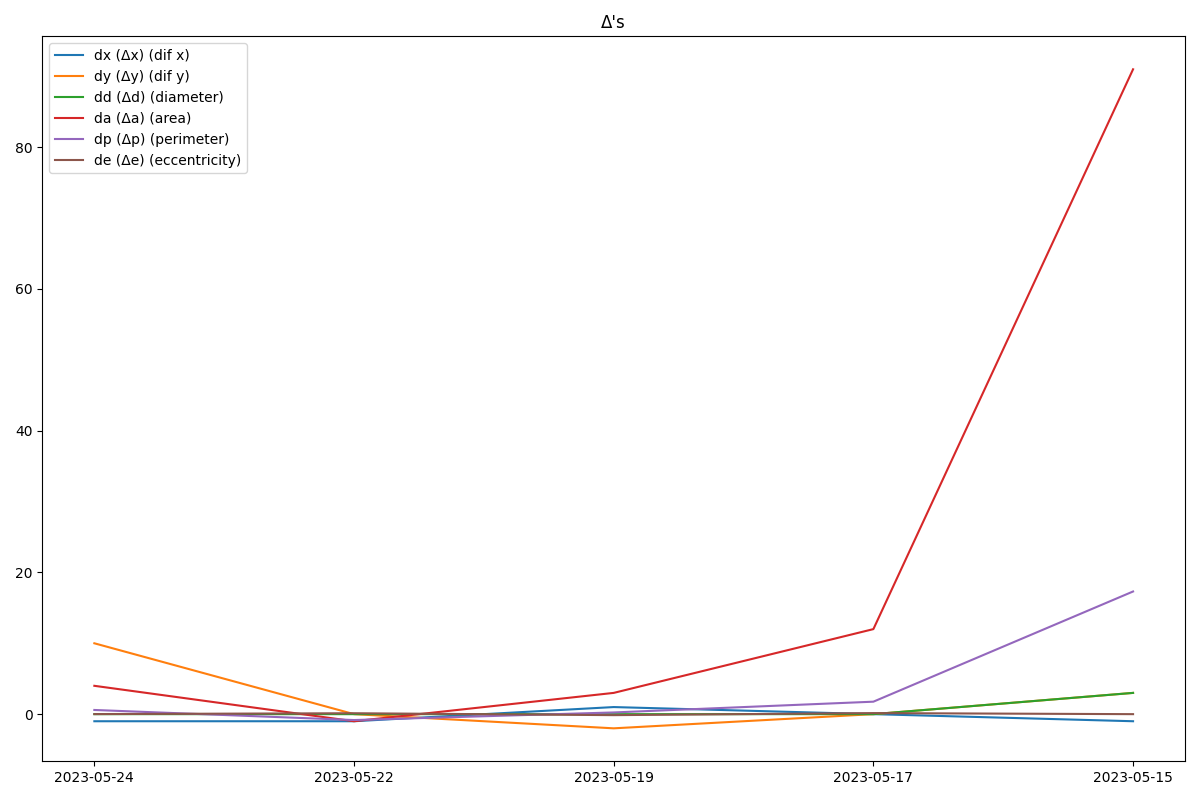 Δ's
dx (Δx) (dif x)
dy (Δy) (dif y)
dd (Δd) (diameter)
da (Δa) (area)
dp (Δp) (perimeter)
de (Δe) (eccentricity)
80
60
40
20
0
2023-05-24 2023-05-22 2023-05-19 2023-05-17 2023-05-15